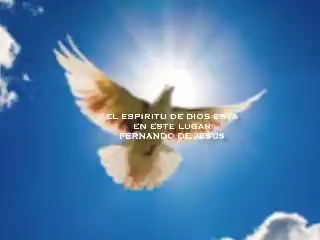 EL ESPIRITU DE DIOS ESTA
EN ESTE LUGAR
FERNANDO DE JESUS